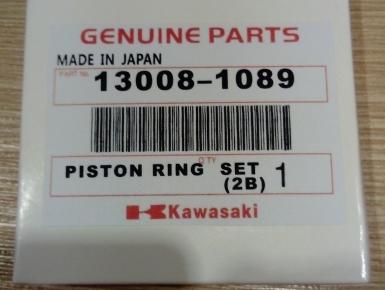 GENUINE PARTS
MADE IN JAPAN
PART No.
13008-1089
Q'TY
PISTON RING SET 1
(2B)
Kawasaki